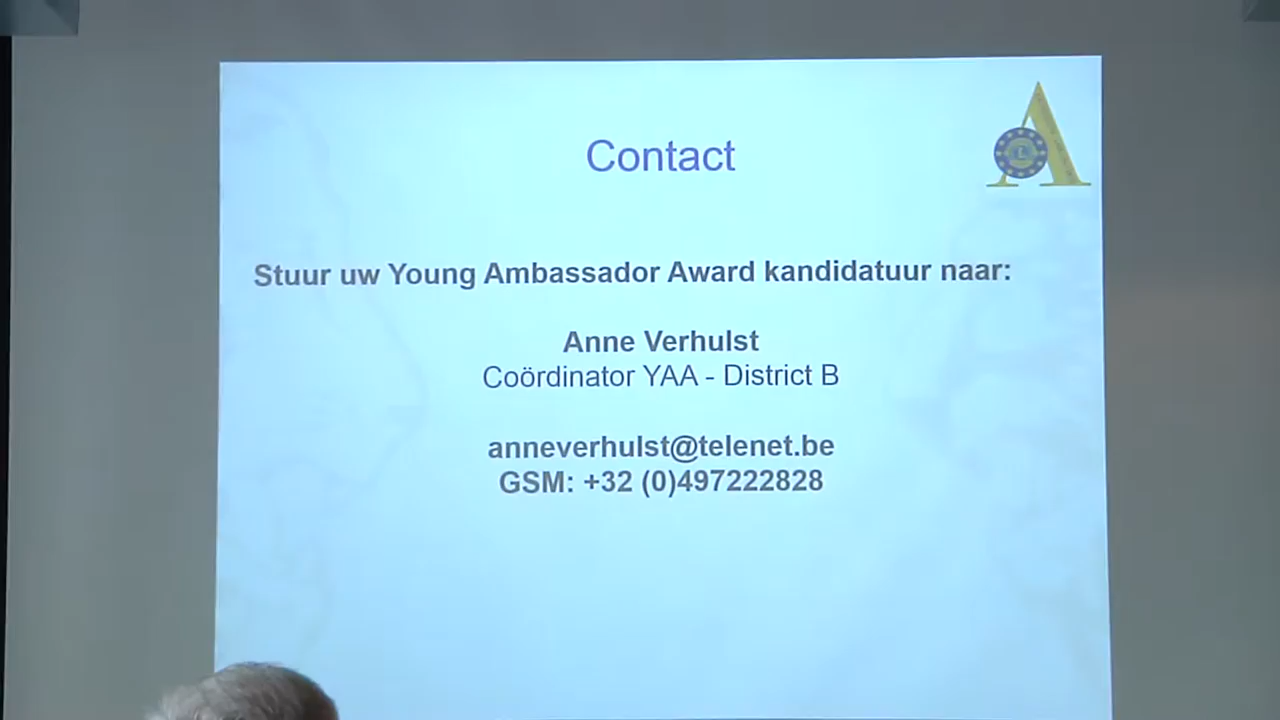 Contact
Stuur uw Young Ambassador Award kandidatuur naar:
Anne Verhulst
Coördinator YAA - District B
anneverhulst@telenet.be
GSM: +32 (0)497222828